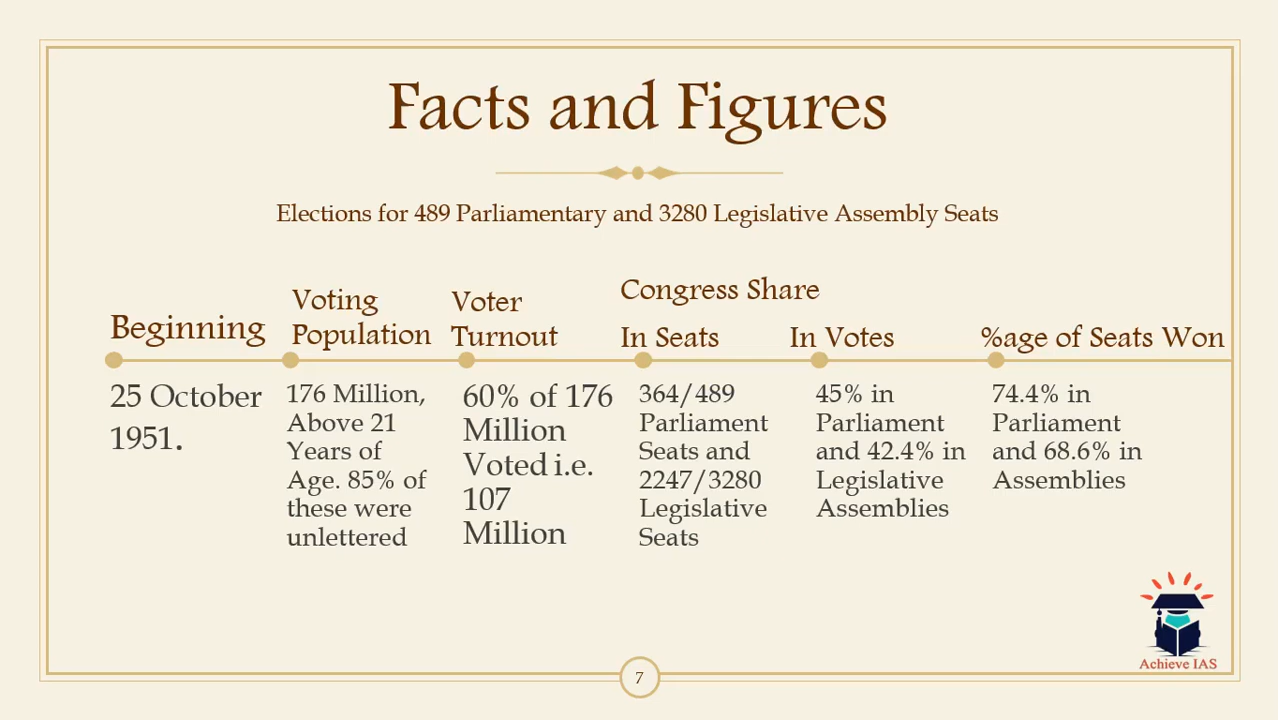 Facts and Figures
Elections for 489 Parliamentary and 3280 Legislative Assembly Seats
Beginning
25 October
1951.
Voting
Population
176 Million,
Above 21
Years of
Age. 85% of
these were
unlettered
Voter
Turnout
60% of 176
Million
Voted i.e.
107
Million
Congress Share
In Seats
364/489
Parliament
Seats and
2247/3280
Legislative
Seats
In Votes
45% in
Parliament
and 42.4% in
Legislative
Assemblies
%age of Seats Won
74.4% in
Parliament
and 68.6% in
Assemblies
Achieve IAS
7